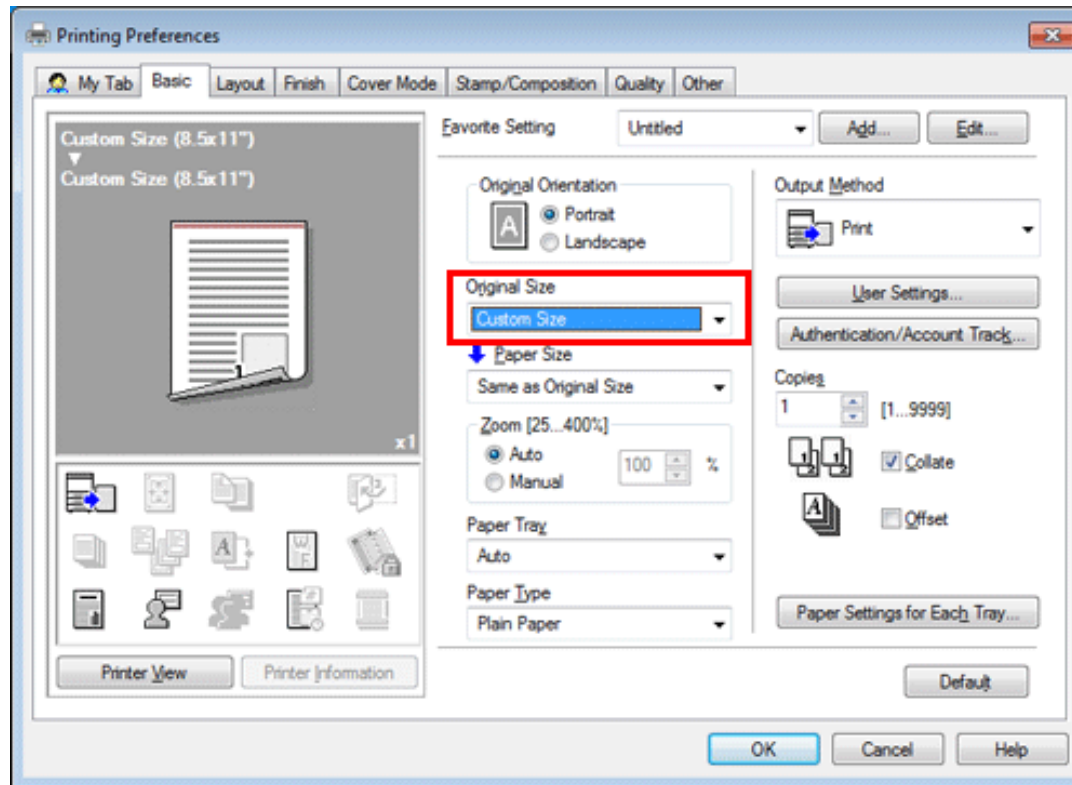 Printing Preferences
My Tab
Basic
Layout
Finish
Cover Mode
Stamp/Composition
Quality
Other
Custom Size (8.5x11")
Custom Size (8.5x11")
x1
Printer View
Printer Information
Favorite Setting
Untitled
Add...
Edit...
Original Orientation
A
Portrait
Landscape
Original Size
Custom Size
Paper Size
Same as Original Size
Zoom [25...400%]
Auto
Manual
100
%
Paper Tray
Auto
Paper Type
Plain Paper
Output Method
Print
User Settings...
Authentication/Account Track...
Copies
1
[1...9999]
Collate
Offset
Paper Settings for Each Tray...
Default
OK
Cancel
Help